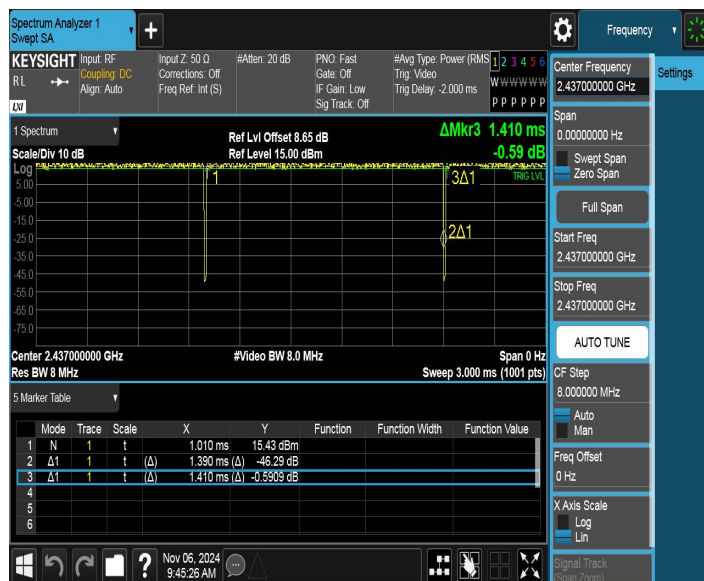 Spectrum Analyzer 1
Swept SA
Frequency
KEYSIGHT
RL
LXI
Input: RF
Coupling: DC
Align: Auto
Input Z: 50 Ω
Corrections: Off
Freq Ref: Int (S)
#Atten: 20 dB
PNO: Fast
Gate: Off
IF Gain: Low
Sig Track: Off
#Avg Type: Power (RMS
Trig: Video
Trig Delay: -2.000 ms
1 2 3 4 5 6
W W W W W W
P P P P P P
1 Spectrum
Scale/Div 10 dB
Ref Lvl Offset 8.65 dB
Ref Level 15.00 dBm
ΔMkr3 1.410 ms
-0.59 dB
Log
5.00
-5.00
-15.0
-25.0
-35.0
-45.0
-55.0
-65.0
-75.0
1
3Δ1
TRIG LVL
2Δ1
Center 2.437000000 GHz
Res BW 8 MHz
#Video BW 8.0 MHz
Span 0 Hz
Sweep 3.000 ms (1001 pts)
5 Marker Table
Mode Trace Scale X Y Function Function Width Function Value
1 N 1 t 1.010 ms 15.43 dBm
2 Δ1 1 t (Δ) 1.390 ms (Δ) -46.29 dB
3 Δ1 1 t (Δ) 1.410 ms (Δ) -0.5909 dB
4
5
6
Nov 06, 2024
9:45:26 AM
Center Frequency
2.437000000 GHz
Settings
Span
0.00000000 Hz
Swept Span
Zero Span
Full Span
Start Freq
2.437000000 GHz
Stop Freq
2.437000000 GHz
AUTO TUNE
CF Step
8.000000 MHz
Auto
Man
Freq Offset
0 Hz
X Axis Scale
Log
Lin
Signal Track
(Span Zoom)